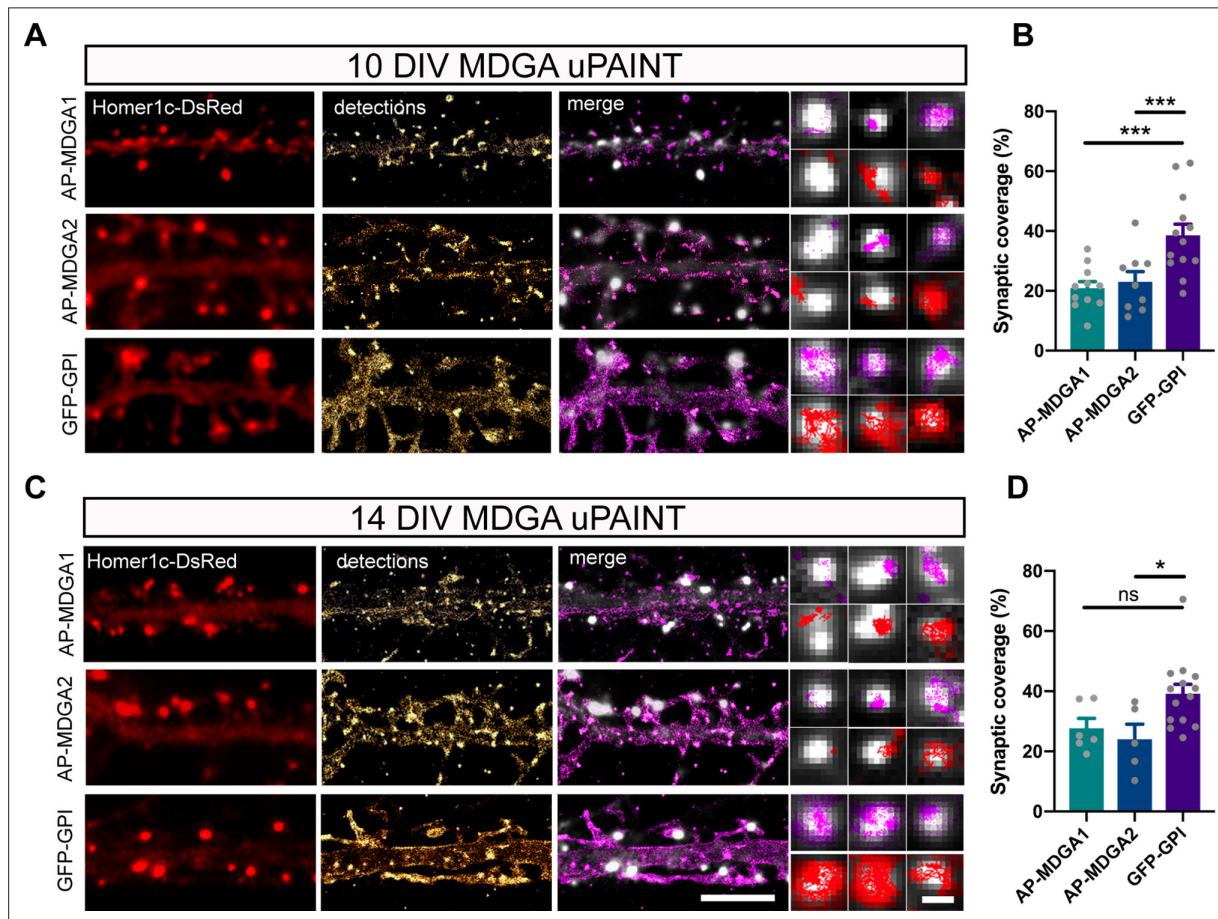 A
10 DIV MDGA uPAINT
Homer1c-DsRed
detections
merge
AP-MDGA1
AP-MDGA2
GFP-GPI
B
Synaptic coverage (%)
80
60
40
20
0
***
***
AP-MDGA1
AP-MDGA2
GFP-GPI
C
14 DIV MDGA uPAINT
Homer1c-DsRed
detections
merge
AP-MDGA1
AP-MDGA2
GFP-GPI
D
Synaptic coverage (%)
80
60
40
20
0
*
ns
AP-MDGA1
AP-MDGA2
GFP-GPI